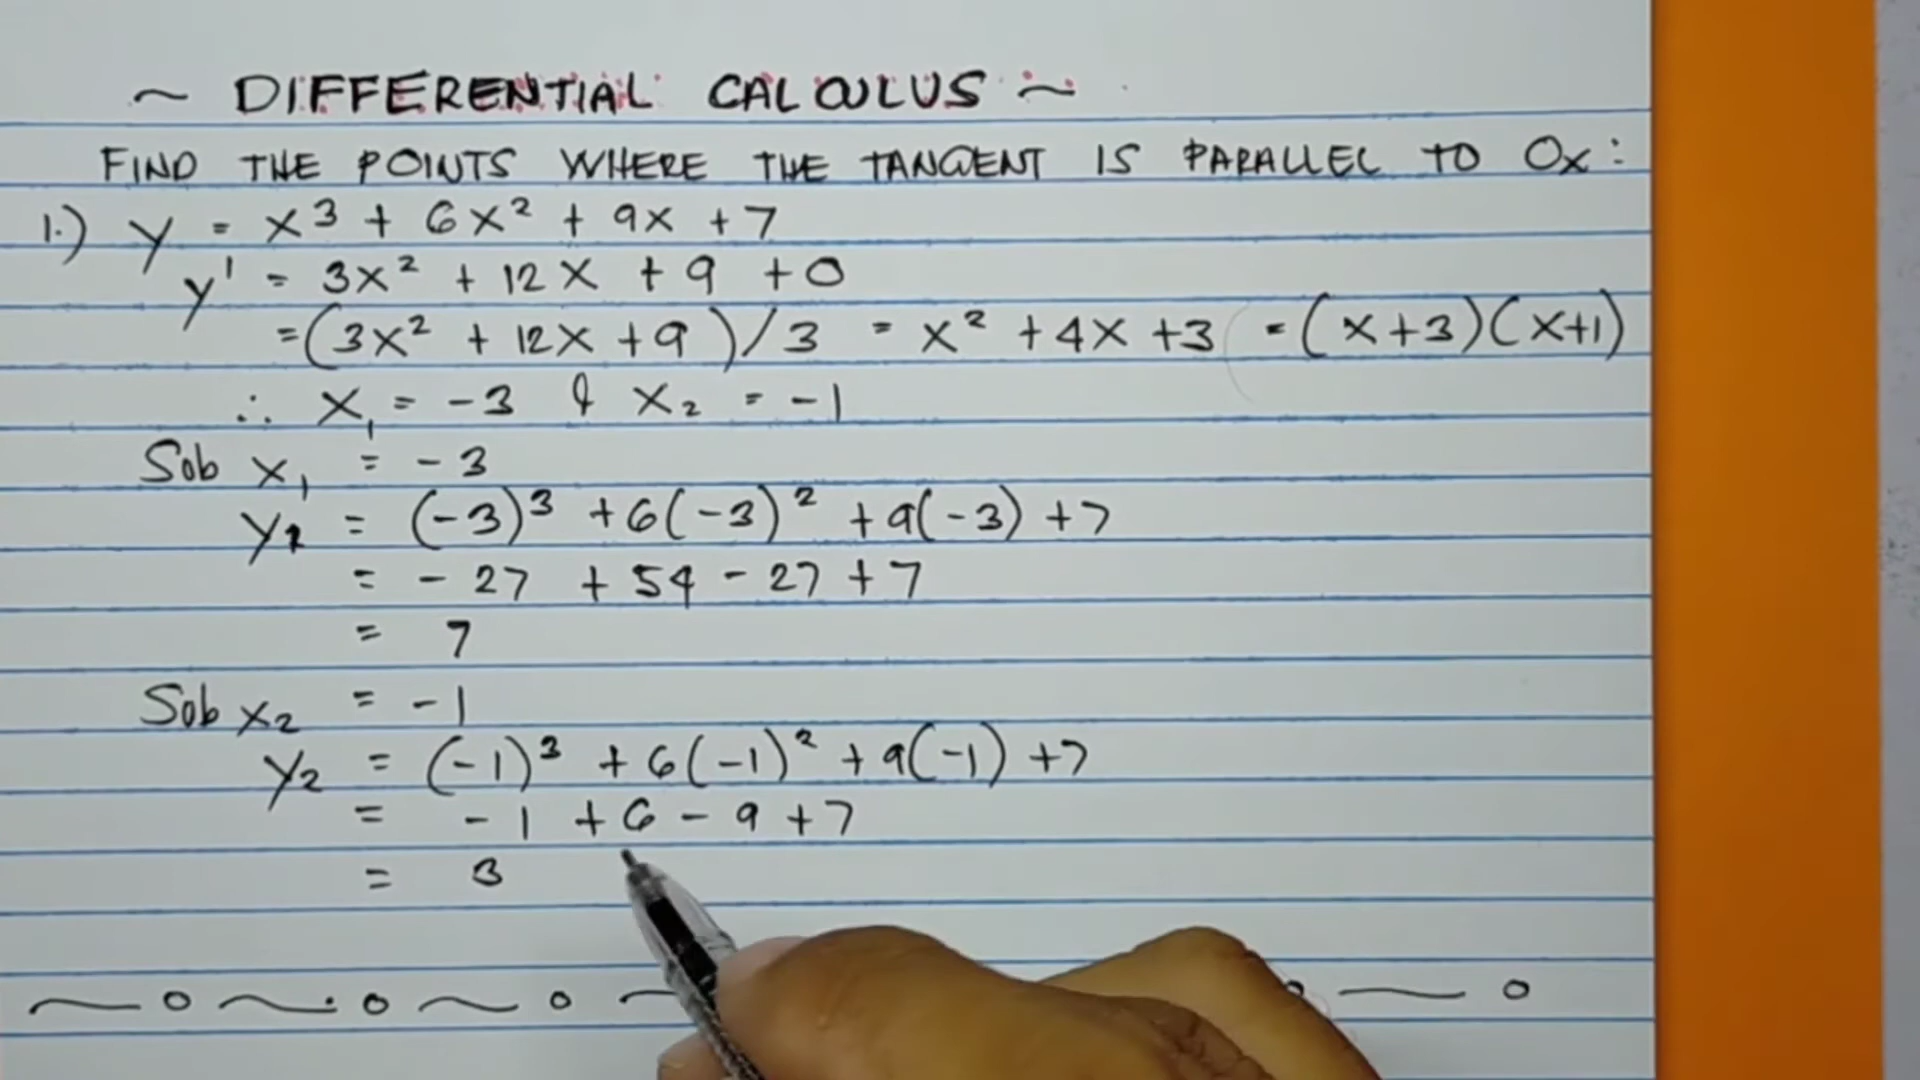 ~ DIFFERENTIAL CALCULUS ~
FIND THE POINTS WHERE THE TANGENT IS PARALLEL TO Ox:
1.) y = x³ + 6x² + 9x + 7
y' = 3x² + 12x + 9 + 0
= (3x² + 12x + 9)/3 = x² + 4x + 3 = (x+3)(x+1)
∴ x₁ = -3 & x₂ = -1
Sob x₁ = -3
y₁ = (-3)³ + 6(-3)² + 9(-3) + 7
= - 27 + 54 - 27 + 7
= 7
Sob x₂ = -1
y₂ = (-1)³ + 6(-1)² + 9(-1) + 7
= - 1 + 6 - 9 + 7
= 3